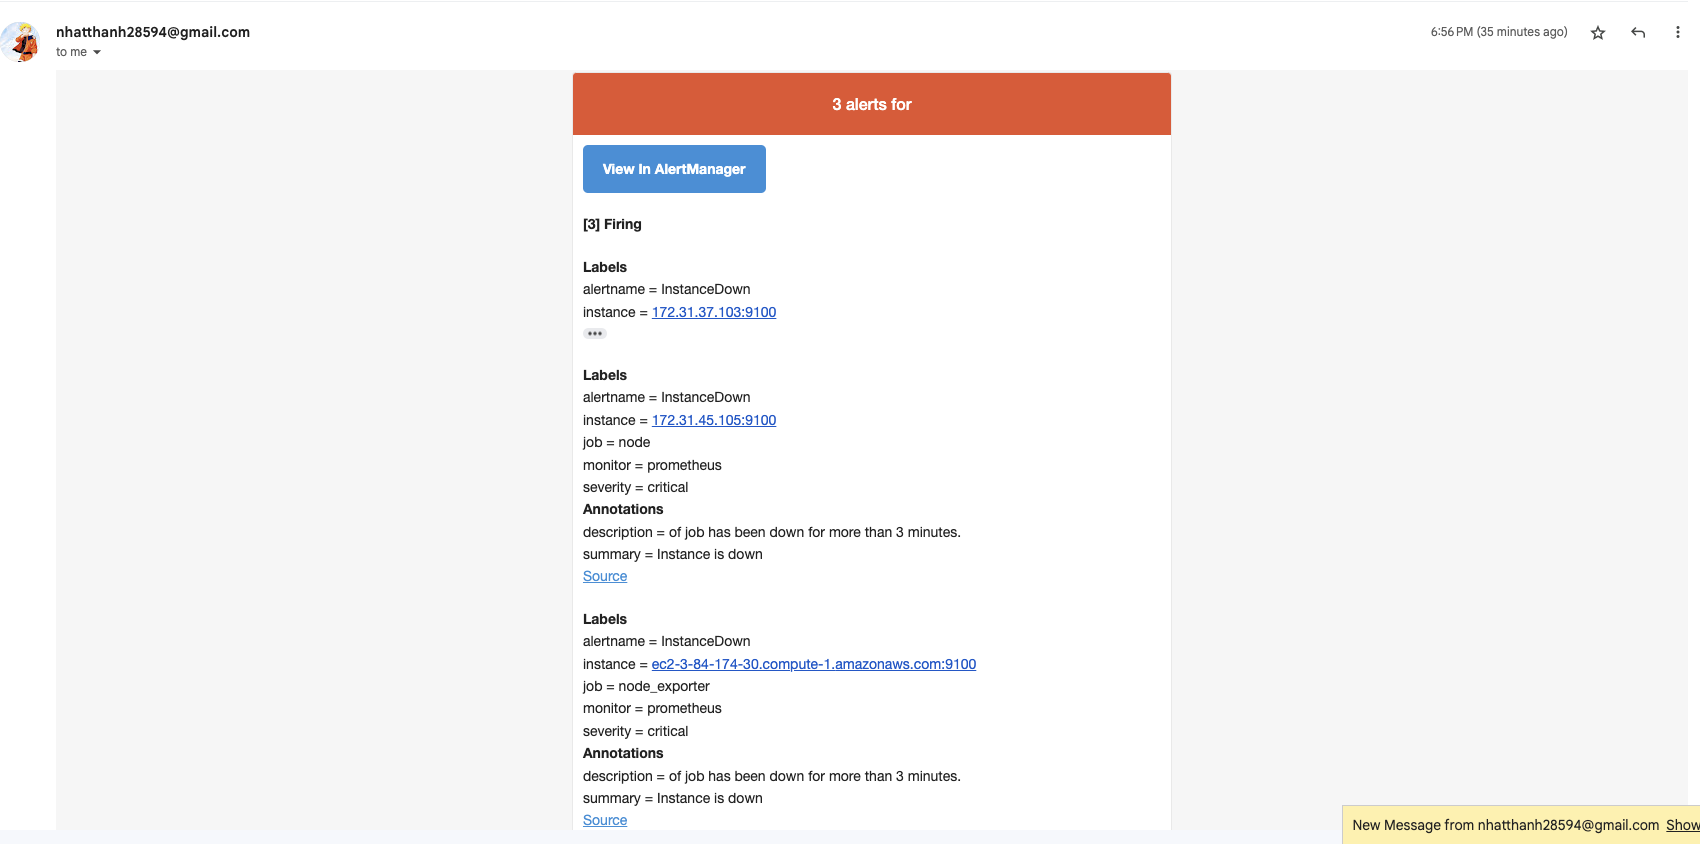 nhatthanh28594@gmail.com
6:56 PM (35 minutes ago)
to me
3 alerts for
View In AlertManager
[3] Firing
Labels
alertname = InstanceDown
instance = 172.31.37.103:9100
•••
Labels
alertname = InstanceDown
instance = 172.31.45.105:9100
job = node
monitor = prometheus
severity = critical
Annotations
description = of job has been down for more than 3 minutes.
summary = Instance is down
Source
Labels
alertname = InstanceDown
instance = ec2-3-84-174-30.compute-1.amazonaws.com:9100
job = node_exporter
monitor = prometheus
severity = critical
Annotations
description = of job has been down for more than 3 minutes.
summary = Instance is down
Source
New Message from nhatthanh28594@gmail.com Show